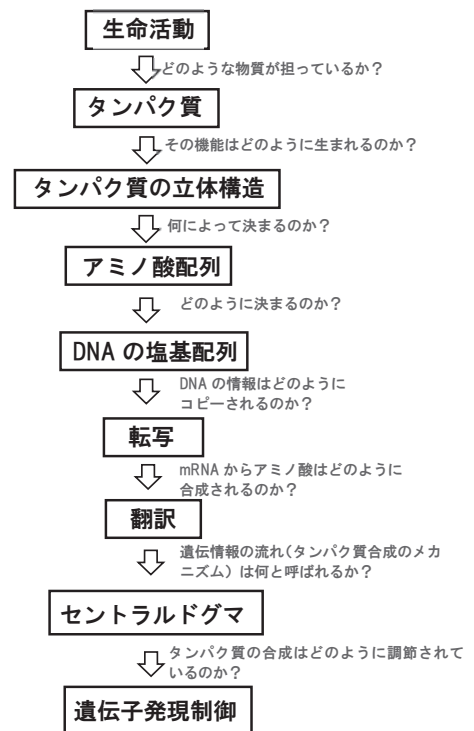 生命活動
どのような物質が担っているか？
タンパク質
その機能はどのように生まれるのか？
タンパク質の立体構造
何によって決まるのか？
アミノ酸配列
どのように決まるのか？
DNA の塩基配列
DNA の情報はどのように
コピーされるのか？
転写
mRNA からアミノ酸はどのように
合成されるのか？
翻訳
遺伝情報の流れ(タンパク質合成のメカ
ニズム) は何と呼ばれるか？
セントラルドグマ
タンパク質の合成はどのように調節されて
いるのか？
遺伝子発現制御